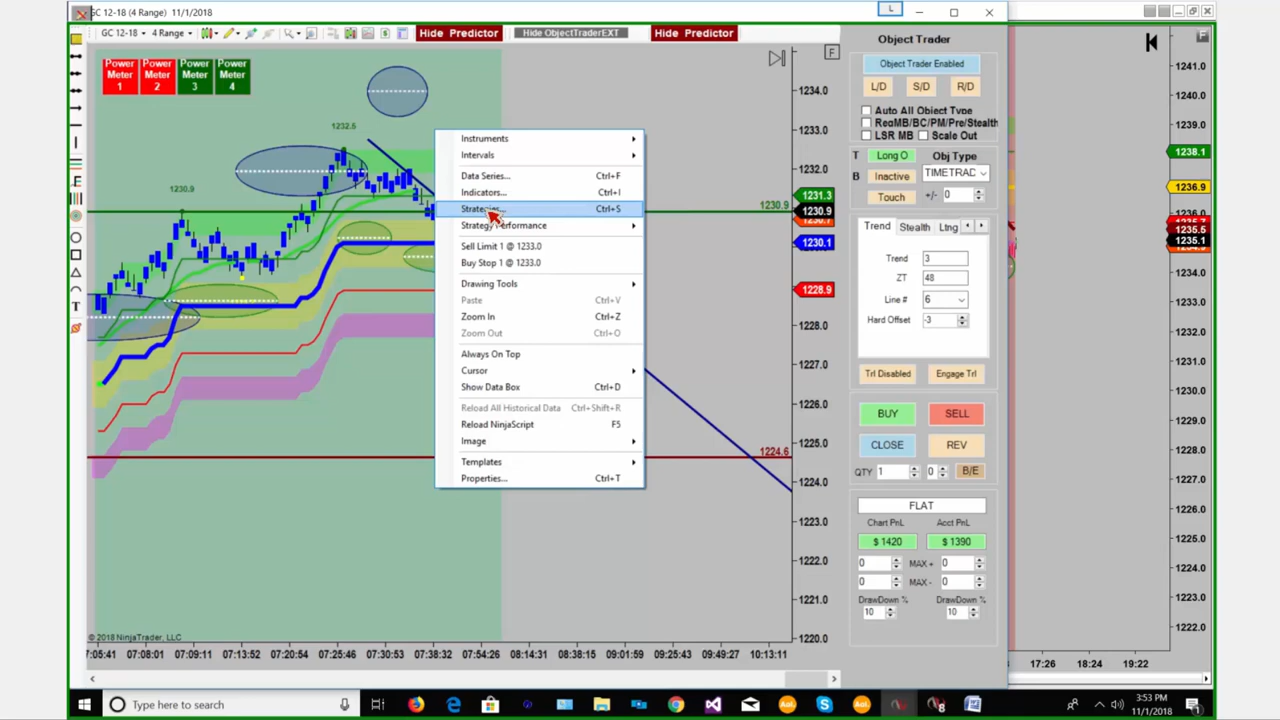 GC 12-18 (4 Range) 11/1/2018
L
GC 12-18
4 Range
Hide Predictor
Hide ObjectTraderEXT
Hide Predictor
F
Power Meter 1
Power Meter 2
Power Meter 3
Power Meter 4
1232.6
1230.9
T
Instruments
Intervals
Data Series... Ctrl+F
Indicators... Ctrl+I
Strategies... Ctrl+S
Strategy Performance
Sell Limit 1 @ 1233.0
Buy Stop 1 @ 1233.0
Drawing Tools
Paste Ctrl+V
Zoom In Ctrl+Z
Zoom Out Ctrl+O
Always On Top
Cursor
Show Data Box Ctrl+D
Reload All Historical Data Ctrl+Shift+R
Reload NinjaScript F5
Image
Templates
Properties... Ctrl+T
1230.9
1224.6
1234.0
1233.0
1232.0
1231.3
1230.9
1230.1
1228.9
1228.0
1227.0
1226.0
1225.0
1224.0
1223.0
1222.0
1221.0
1220.0
© 2018 NinjaTrader, LLC
07:05:41 07:08:01 07:09:11 07:13:52 07:20:54 07:25:46 07:30:53 07:38:32 07:54:26 08:14:31 08:38:15 09:01:59 09:25:43 09:49:27 10:13:11
Object Trader
Object Trader Enabled
L/D S/D R/D
Auto All Object Type
RegMB/BC/PM/Pre/Stealth
LSR MB Scale Out
T Long O Obj Type
B Inactive TIMETRAD
Touch +/- 0
Trend Stealth Ltng
Trend 3
ZT 48
Line # 6
Hard Offset -3
Trl Disabled Engage Trl
BUY SELL
CLOSE REV
QTY 1 0 B/E
FLAT
Chart PnL Acct PnL
$ 1420 $ 1390
0 MAX + 0
0 MAX - 0
DrawDown % DrawDown %
10 10
F
1241.0
1240.0
1239.0
1238.1
1236.9
1236.0
1235.5
1235.1
1234.0
1233.0
1232.0
1231.0
1230.0
1229.0
1228.0
1227.0
1226.0
1225.0
1224.0
1223.0
1222.0
17:26 18:24 19:22
Type here to search
3:53 PM
11/1/2018